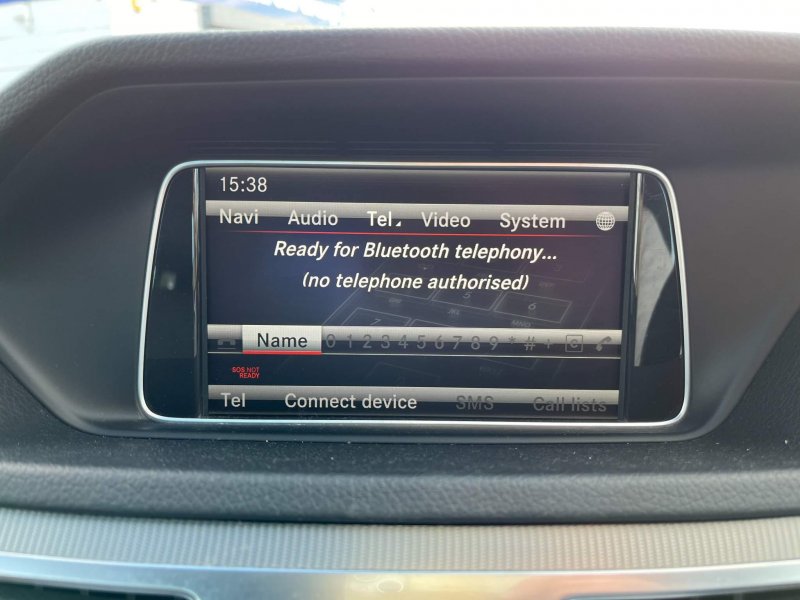 15:38
Navi Audio Tel Video System
Ready for Bluetooth telephony...
(no telephone authorised)
Name 0 1 2 3 4 5 6 7 8 9 * # +
SOS NOT
READY
Tel Connect device SMS Call lists